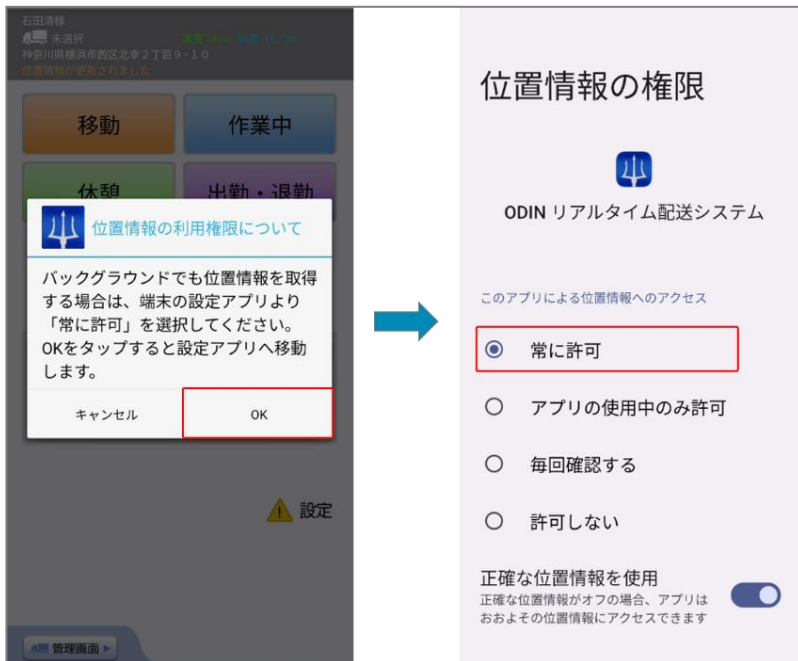 石田清様
未選択
神奈川県横浜市西区北幸2丁目9-10
位置情報が更新されました
移動
作業中
休憩
出勤・退勤
位置情報の利用権限について
バックグラウンドでも位置情報を取得
する場合は、端末の設定アプリより
「常に許可」を選択してください。
OKをタップすると設定アプリへ移動
します。
キャンセル
OK
設定
管理画面
位置情報の権限
ODIN リアルタイム配送システム
このアプリによる位置情報へのアクセス
常に許可
アプリの使用中のみ許可
毎回確認する
許可しない
正確な位置情報を使用
正確な位置情報がオフの場合、アプリは
おおよその位置情報にアクセスできます